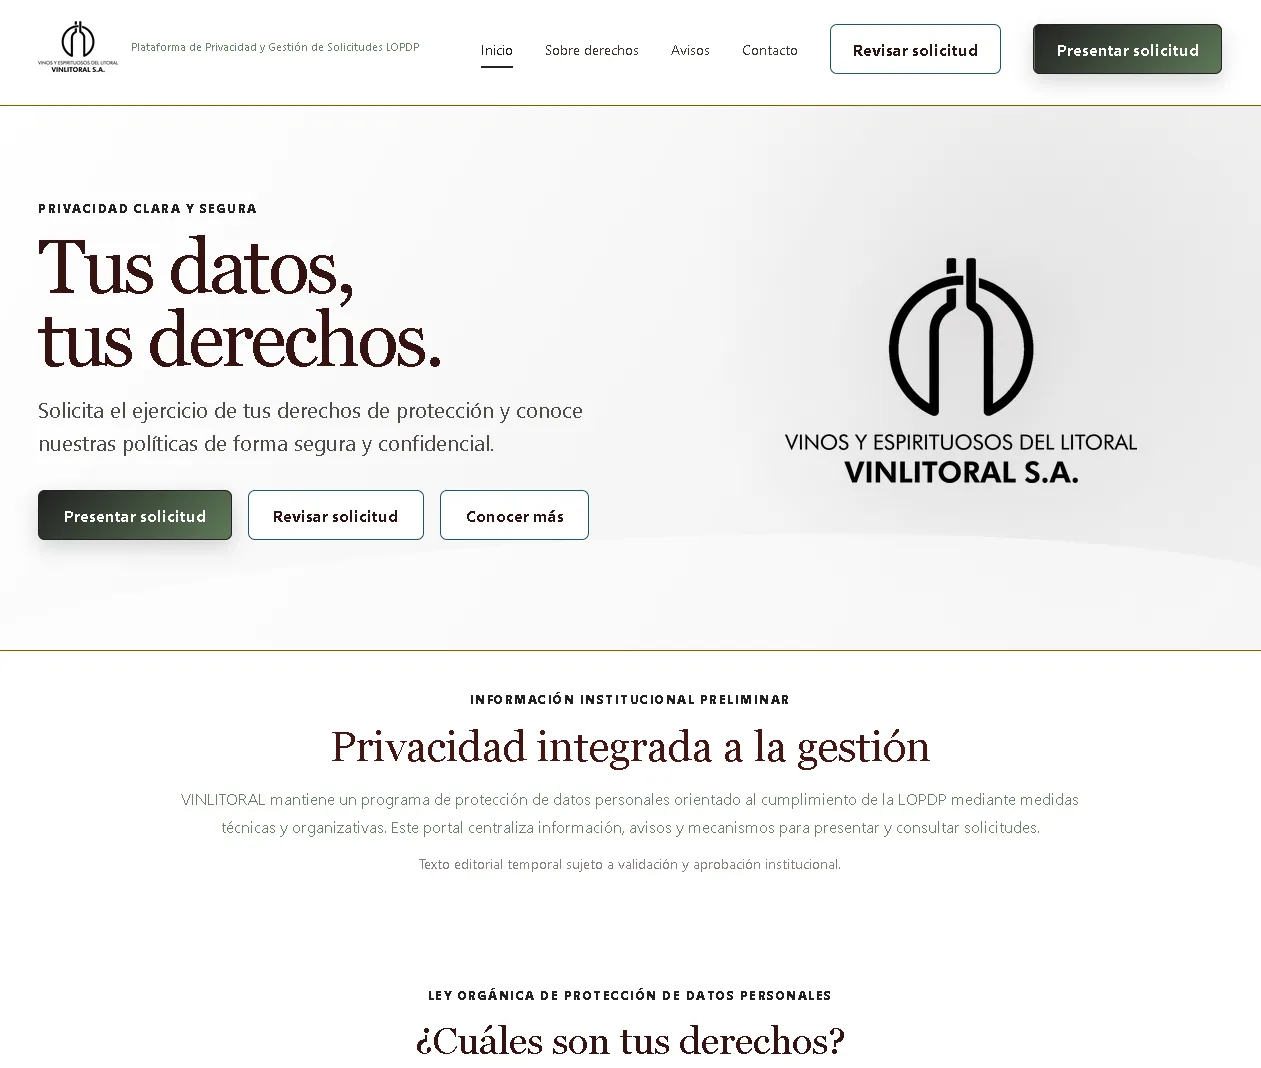 VINOS Y ESPIRITUOSOS DEL LITORAL
VINLITORAL S.A.
Plataforma de Privacidad y Gestión de Solicitudes LOPDP
Inicio
Sobre derechos
Avisos
Contacto
Revisar solicitud
Presentar solicitud
PRIVACIDAD CLARA Y SEGURA
Tus datos,
tus derechos.
Solicita el ejercicio de tus derechos de protección y conoce
nuestras políticas de forma segura y confidencial.
Presentar solicitud
Revisar solicitud
Conocer más
VINOS Y ESPIRITUOSOS DEL LITORAL
VINLITORAL S.A.
INFORMACIÓN INSTITUCIONAL PRELIMINAR
Privacidad integrada a la gestión
VINLITORAL mantiene un programa de protección de datos personales orientado al cumplimiento de la LOPDP mediante medidas
técnicas y organizativas. Este portal centraliza información, avisos y mecanismos para presentar y consultar solicitudes.
Texto editorial temporal sujeto a validación y aprobación institucional.
LEY ORGÁNICA DE PROTECCIÓN DE DATOS PERSONALES
¿Cuáles son tus derechos?